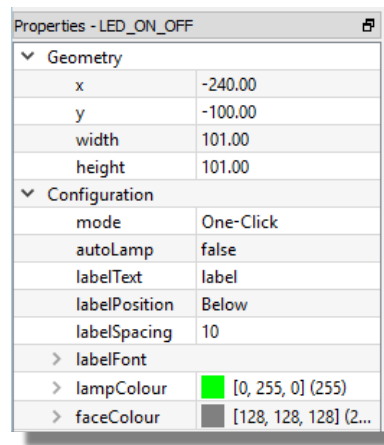 Properties - LED_ON_OFF
Geometry
x -240.00
y -100.00
width 101.00
height 101.00
Configuration
mode One-Click
autoLamp false
labelText label
labelPosition Below
labelSpacing 10
labelFont
lampColour [0, 255, 0] (255)
faceColour [128, 128, 128] (2...